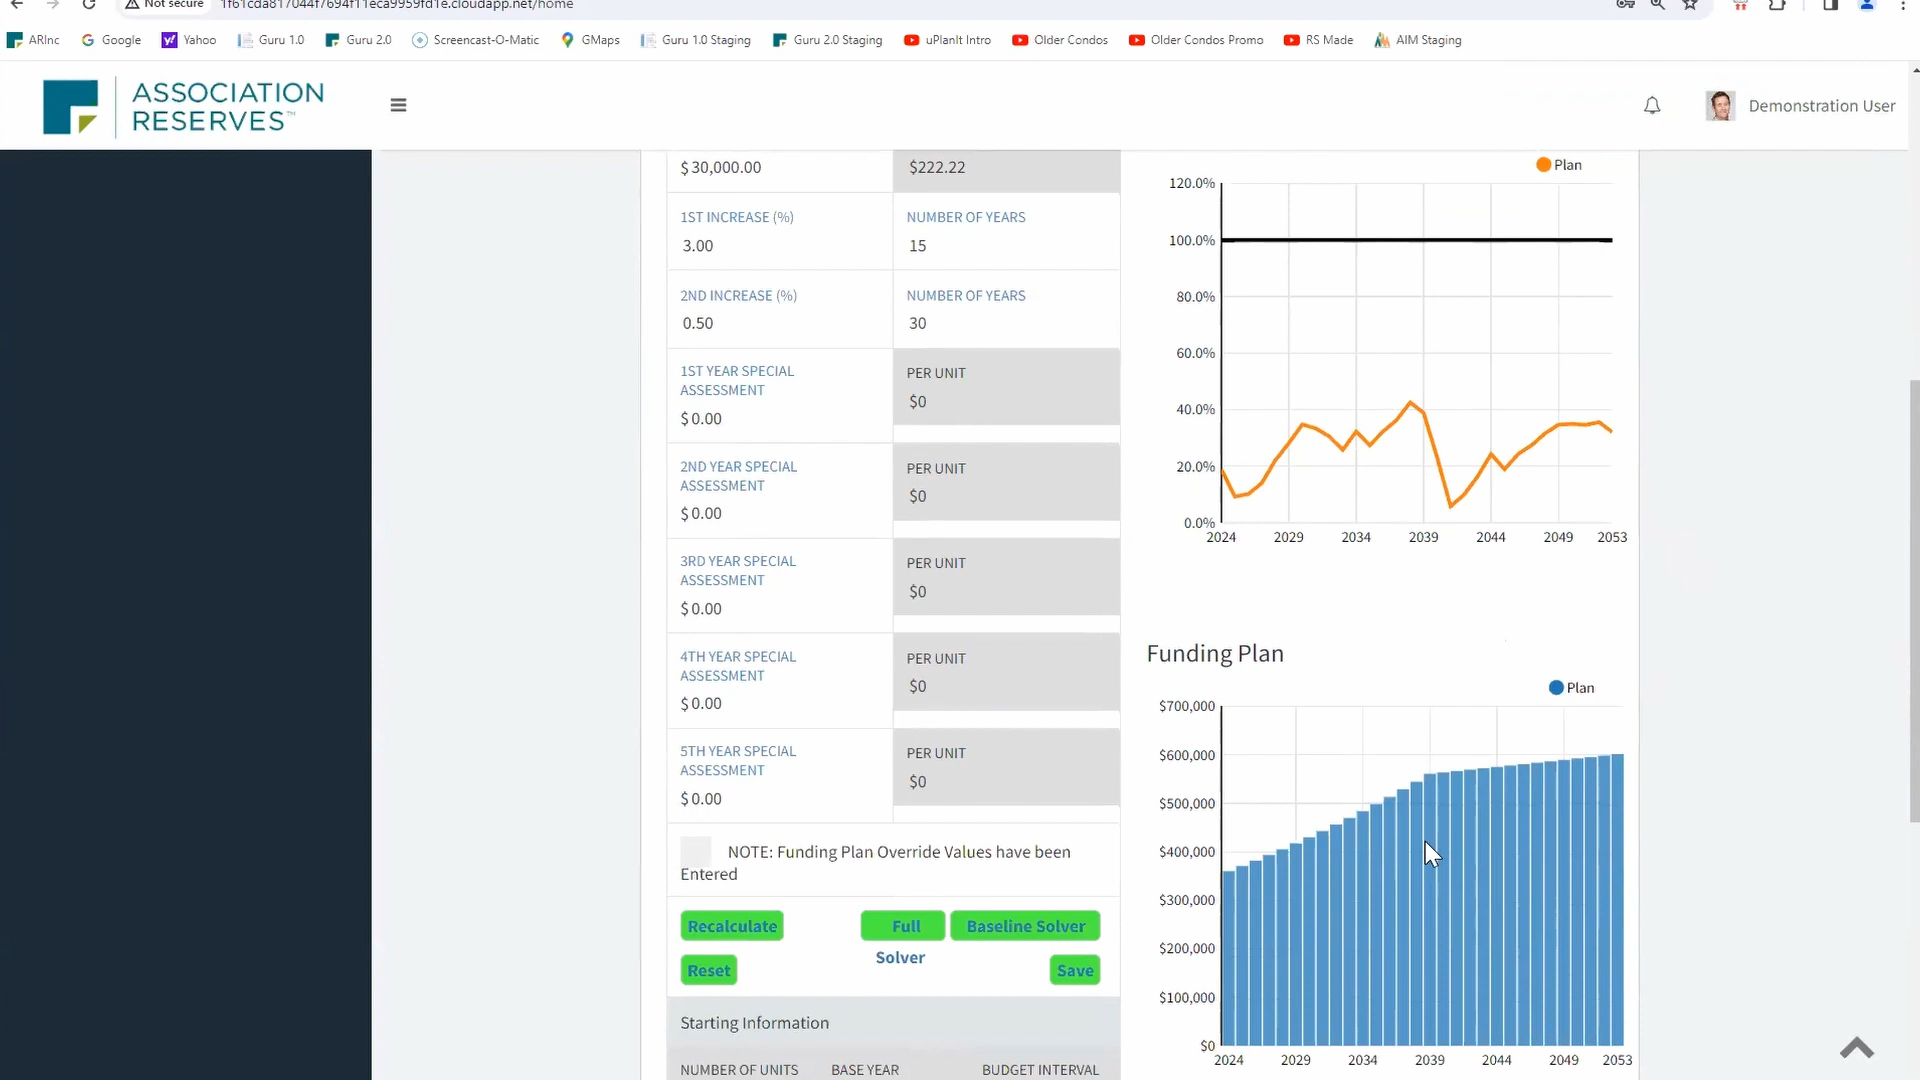 Not secure 1f61cda817044f7694f11eca9959fd1e.cloudapp.net/home
ARInc Google Yahoo Guru 1.0 Guru 2.0 Screencast-O-Matic GMaps Guru 1.0 Staging Guru 2.0 Staging uPlanIt Intro Older Condos Older Condos Promo RS Made AIM Staging
ASSOCIATION
RESERVES™
Demonstration User
$ 30,000.00 $222.22
1ST INCREASE (%) NUMBER OF YEARS
3.00 15
2ND INCREASE (%) NUMBER OF YEARS
0.50 30
1ST YEAR SPECIAL
ASSESSMENT
$ 0.00
PER UNIT
$0
2ND YEAR SPECIAL
ASSESSMENT
$ 0.00
PER UNIT
$0
3RD YEAR SPECIAL
ASSESSMENT
$ 0.00
PER UNIT
$0
4TH YEAR SPECIAL
ASSESSMENT
$ 0.00
PER UNIT
$0
5TH YEAR SPECIAL
ASSESSMENT
$ 0.00
PER UNIT
$0
NOTE: Funding Plan Override Values have been
Entered
Recalculate
Full
Solver
Baseline Solver
Reset
Save
Starting Information
NUMBER OF UNITS BASE YEAR BUDGET INTERVAL
Plan
120.0%
100.0%
80.0%
60.0%
40.0%
20.0%
0.0%
2024 2029 2034 2039 2044 2049 2053
Funding Plan
Plan
$700,000
$600,000
$500,000
$400,000
$300,000
$200,000
$100,000
$0
2024 2029 2034 2039 2044 2049 2053